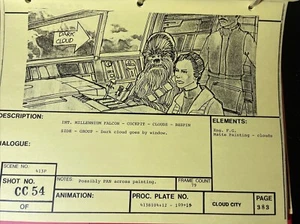 DARK
CLOUD
DESCRIPTION:
INT. MILLENNIUM FALCON - COCKPIT - CLOUDS - BESPIN
SIDE - GROUP - Dark cloud goes by window.
ELEMENTS:
Matte Painting - clouds
DIALOGUE:
SCENE NO.
SHOT NO.
CC 54
OF
NOTES:
Possibly PAN across painting.
FRAME COUNT
ANIMATION:
PROC. PLATE NO.
CLOUD CITY
PAGE